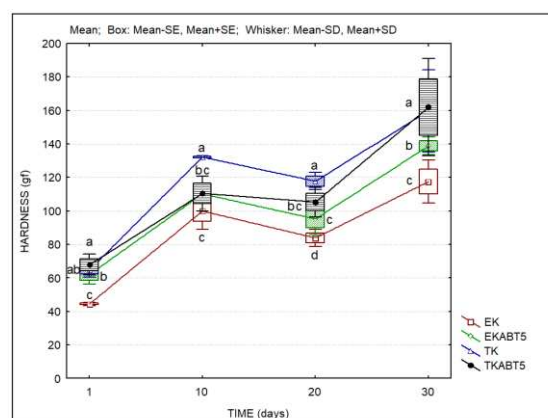 Mean; Box: Mean-SE, Mean+SE; Whisker: Mean-SD, Mean+SD
HARDNESS (gf)
200
180
160
140
120
100
80
60
40
20
0
a
ab
b
c
a
bc
c
a
bc
c
d
a
b
c
1
10
20
30
TIME (days)
EK
EKABT5
TK
TKABT5